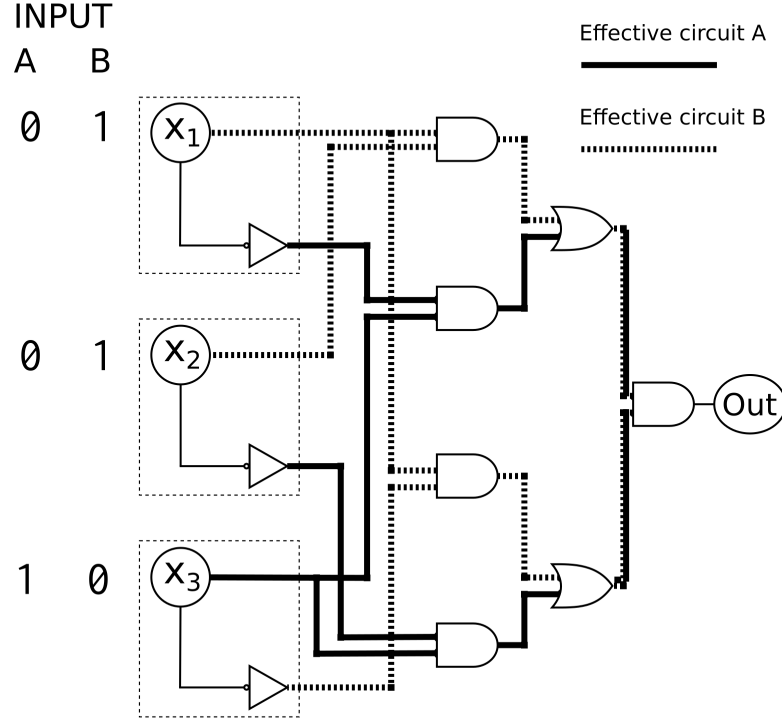 INPUT
A B
Effective circuit A
Effective circuit B
0 1 x1
0 1 x2
1 0 x3
Out